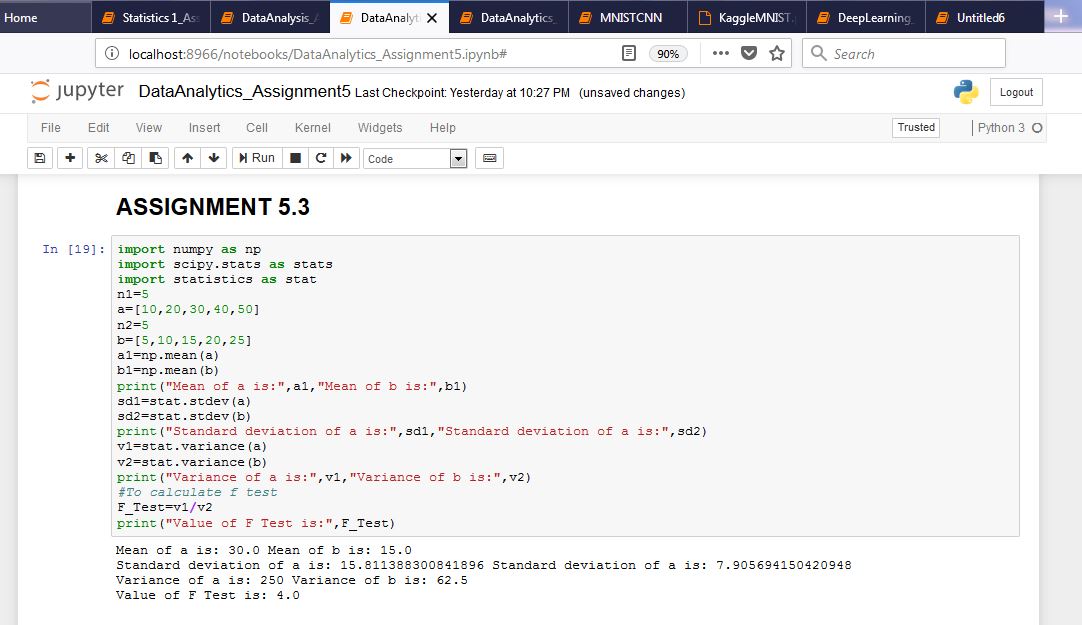 Home
Statistics 1_Ass
DataAnalysis_A
DataAnalyti
DataAnalytics_
MNISTCNN
KaggleMNIST.
DeepLearning_
Untitled6
localhost:8966/notebooks/DataAnalytics_Assignment5.ipynb#
90%
Search
jupyter DataAnalytics_Assignment5 Last Checkpoint: Yesterday at 10:27 PM (unsaved changes)
Logout
File Edit View Insert Cell Kernel Widgets Help
Trusted
Python 3
Run
Code
ASSIGNMENT 5.3
In [19]:
import numpy as np
import scipy.stats as stats
import statistics as stat
n1=5
a=[10,20,30,40,50]
n2=5
b=[5,10,15,20,25]
a1=np.mean(a)
b1=np.mean(b)
print("Mean of a is:",a1,"Mean of b is:",b1)
sd1=stat.stdev(a)
sd2=stat.stdev(b)
print("Standard deviation of a is:",sd1,"Standard deviation of a is:",sd2)
v1=stat.variance(a)
v2=stat.variance(b)
print("Variance of a is:",v1,"Variance of b is:",v2)
#To calculate f test
F_Test=v1/v2
print("Value of F Test is:",F_Test)
Mean of a is: 30.0 Mean of b is: 15.0
Standard deviation of a is: 15.811388300841896 Standard deviation of a is: 7.905694150420948
Variance of a is: 250 Variance of b is: 62.5
Value of F Test is: 4.0